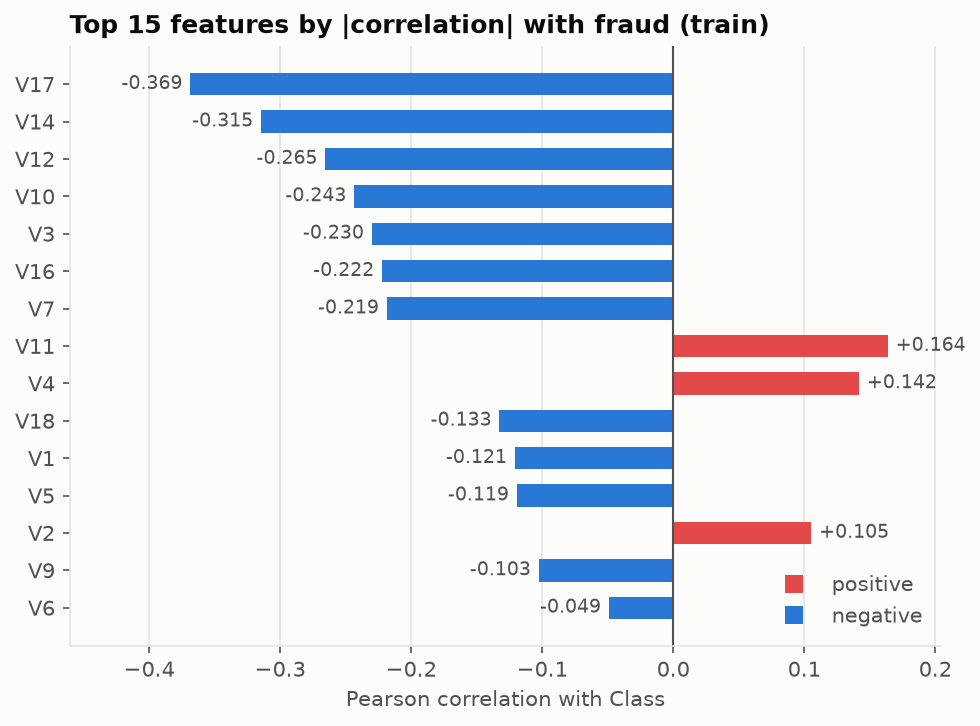 Top 15 features by |correlation| with fraud (train)
V17 -0.369
V14 -0.315
V12 -0.265
V10 -0.243
V3 -0.230
V16 -0.222
V7 -0.219
V11 +0.164
V4 +0.142
V18 -0.133
V1 -0.121
V5 -0.119
V2 +0.105
V9 -0.103
V6 -0.049
positive
negative
−0.4 −0.3 −0.2 −0.1 0.0 0.1 0.2
Pearson correlation with Class